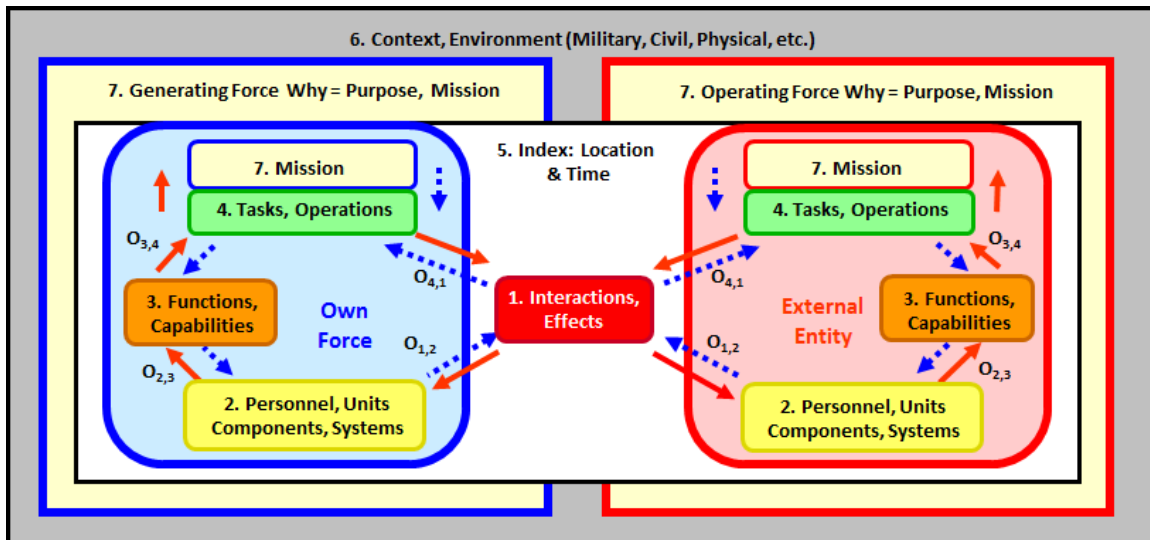 6. Context, Environment (Military, Civil, Physical, etc.)
7. Generating Force Why = Purpose, Mission
7. Operating Force Why = Purpose, Mission
5. Index: Location
& Time
7. Mission
4. Tasks, Operations
O3,4
O4,1
3. Functions,
Capabilities
Own
Force
O1,2
O2,3
2. Personnel, Units
Components, Systems
1. Interactions,
Effects
7. Mission
4. Tasks, Operations
O3,4
O4,1
3. Functions,
Capabilities
External
Entity
O1,2
O2,3
2. Personnel, Units
Components, Systems